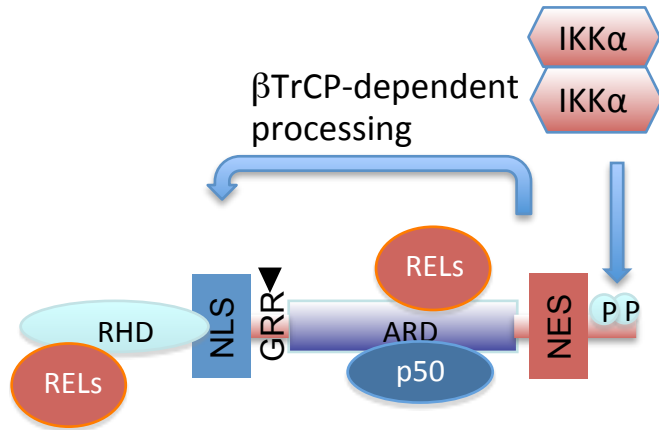 IKKα
IKKα
βTrCP-dependent
processing
RELs
P P
RHD
NLS
GRR
ARD
NES
p50
RELs